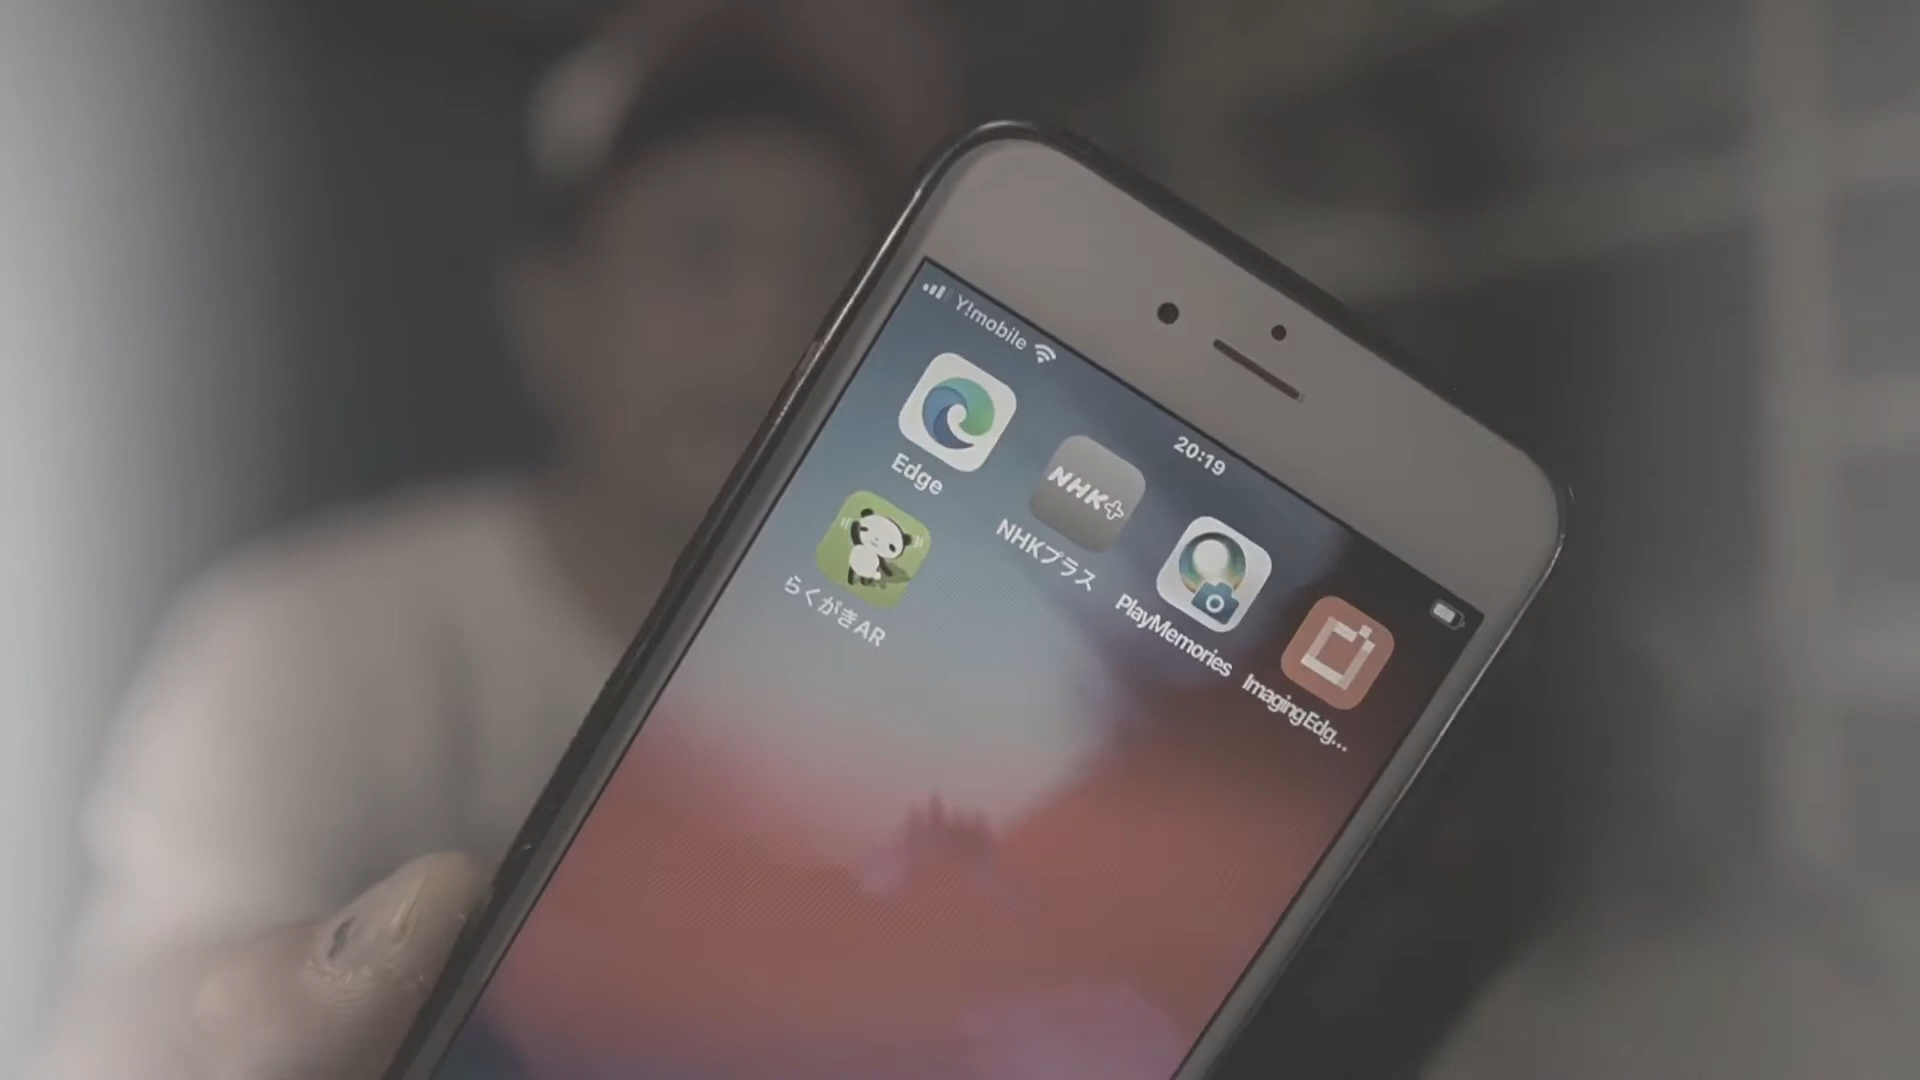 Y!mobile
20:19
NHK+
Edge
NHKプラス
PlayMemories
ImagingEdg...
らくがきAR